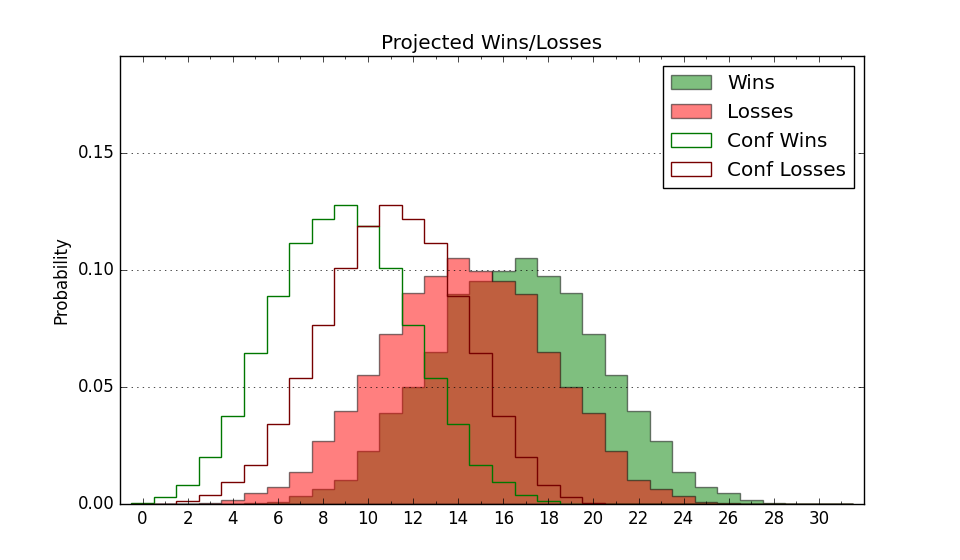 Projected Wins/Losses
Wins
Losses
Conf Wins
Conf Losses
Probability
0.15
0.10
0.05
0.00
0 2 4 6 8 10 12 14 16 18 20 22 24 26 28 30